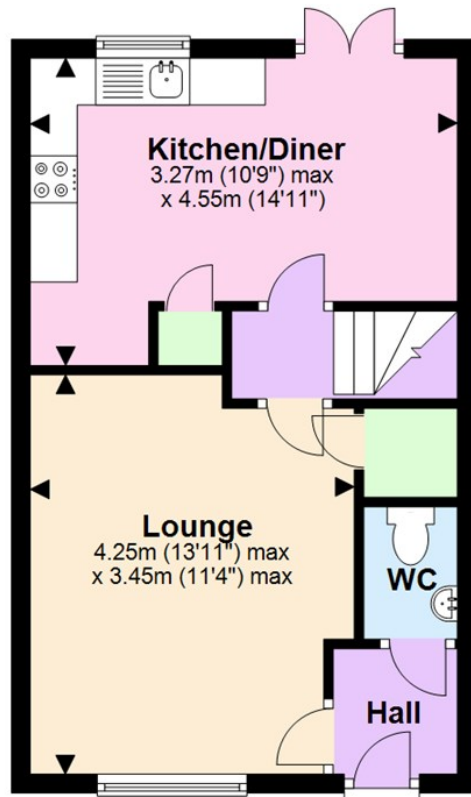 Kitchen/Diner
3.27m (10'9") max
x 4.55m (14'11")
Lounge
4.25m (13'11") max
x 3.45m (11'4") max
WC
Hall